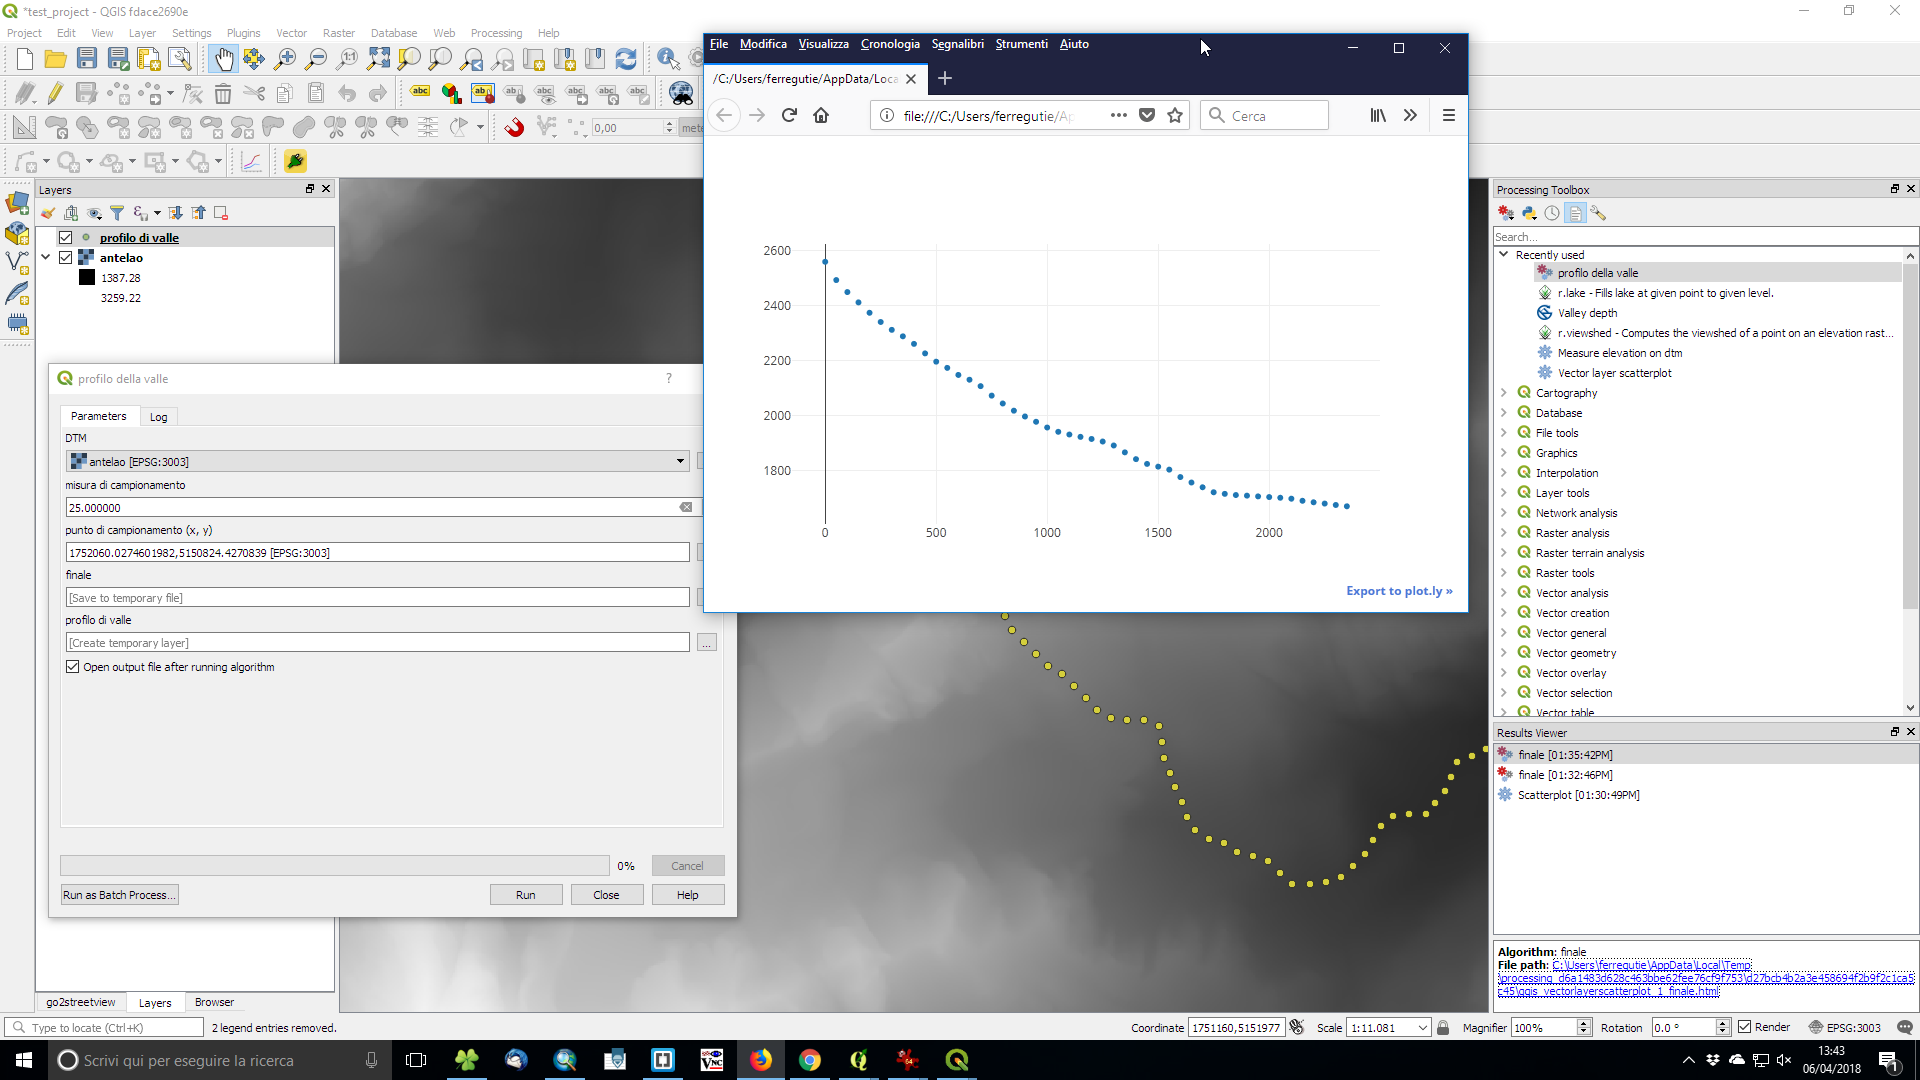 *test_project - QGIS fdace2690e
Project Edit View Layer Settings Plugins Vector Raster Database Web Processing Help
abc
0,00
mete
Layers
profilo di valle
antelao
1387.28
3259.22
profilo della valle
?
Parameters
Log
DTM
antelao [EPSG:3003]
misura di campionamento
25.000000
punto di campionamento (x, y)
1752060.0274601982,5150824.4270839 [EPSG:3003]
finale
[Save to temporary file]
profilo di valle
[Create temporary layer]
...
Open output file after running algorithm
0%
Cancel
Run as Batch Process...
Run
Close
Help
go2streetview
Layers
Browser
File Modifica Visualizza Cronologia Segnalibri Strumenti Aiuto
/C:/Users/ferregutie/AppData/Loca
file:///C:/Users/ferregutie/Ap
Cerca
2600
2400
2200
2000
1800
0
500
1000
1500
2000
Export to plot.ly »
Processing Toolbox
Search...
Recently used
profilo della valle
r.lake - Fills lake at given point to given level.
Valley depth
r.viewshed - Computes the viewshed of a point on an elevation rast...
Measure elevation on dtm
Vector layer scatterplot
Cartography
Database
File tools
Graphics
Interpolation
Layer tools
Network analysis
Raster analysis
Raster terrain analysis
Raster tools
Vector analysis
Vector creation
Vector general
Vector geometry
Vector overlay
Vector selection
Vector table
Results Viewer
finale [01:35:42PM]
finale [01:32:46PM]
Scatterplot [01:30:49PM]
Algorithm: finale
File path: C:\Users\ferregutie\AppData\Local\Temp
\processing_d6a1483d628c463bbe62fee76cf9f753\d27bcb4b2a3e458694f2b9f2c1ca5
c45\qgis_vectorlayerscatterplot_1_finale.html
Type to locate (Ctrl+K)
2 legend entries removed.
Coordinate 1751160,5151977
Scale 1:11.081
Magnifier 100%
Rotation 0.0 °
Render
EPSG:3003
Scrivi qui per eseguire la ricerca
13:43
06/04/2018
1